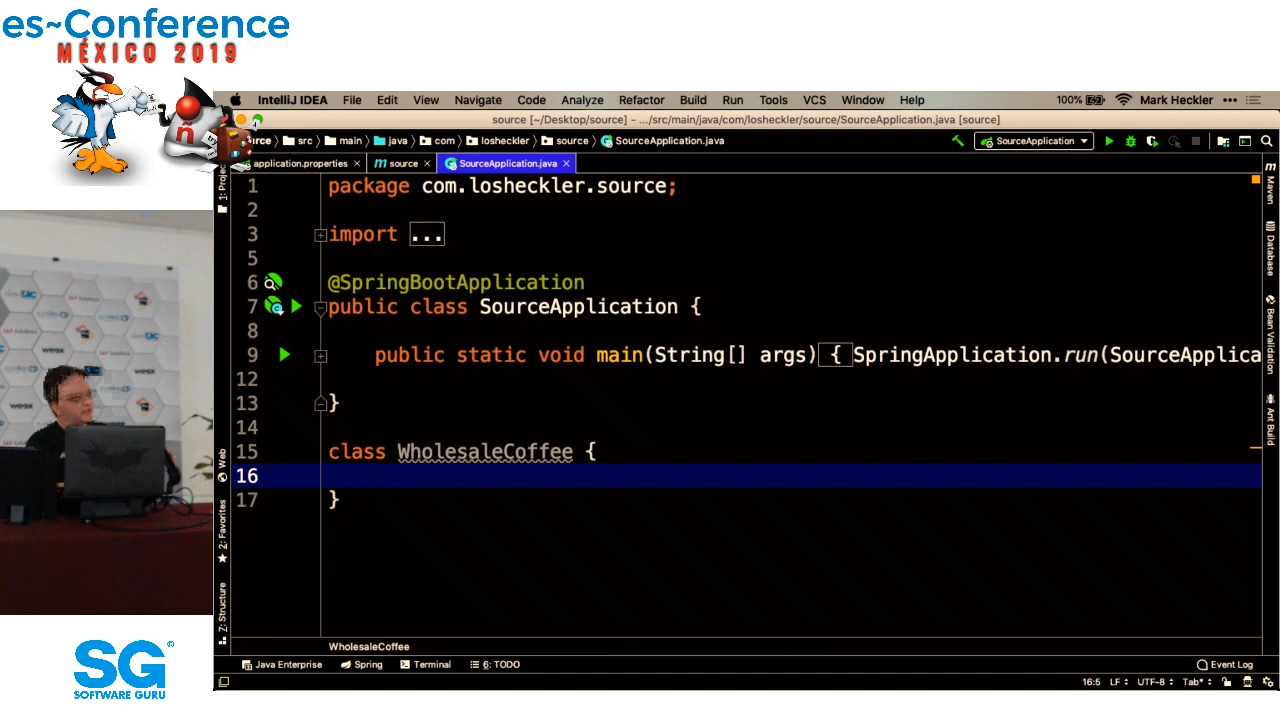 es~Conference
MÉXICO 2019
IntelliJ IDEA File Edit View Navigate Code Analyze Refactor Build Run Tools VCS Window Help 100% Mark Heckler
source [~/Desktop/source] - .../src/main/java/com/losheckler/source/SourceApplication.java [source]
src main java com losheckler source SourceApplication.java SourceApplication
application.properties source SourceApplication.java
1 package com.losheckler.source;
2
3 import ...
5
6 @SpringBootApplication
7 public class SourceApplication {
8
9 public static void main(String[] args) { SpringApplication.run(SourceApplica
12
13 }
14
15 class WholesaleCoffee {
16
17 }
Maven
Database
Bean Validation
Ant Build
Web
2: Favorites
Z: Structure
WholesaleCoffee
Java Enterprise Spring Terminal 6: TODO Event Log
16:5 LF UTF-8 Tab*
weax
SG
SOFTWARE GURU